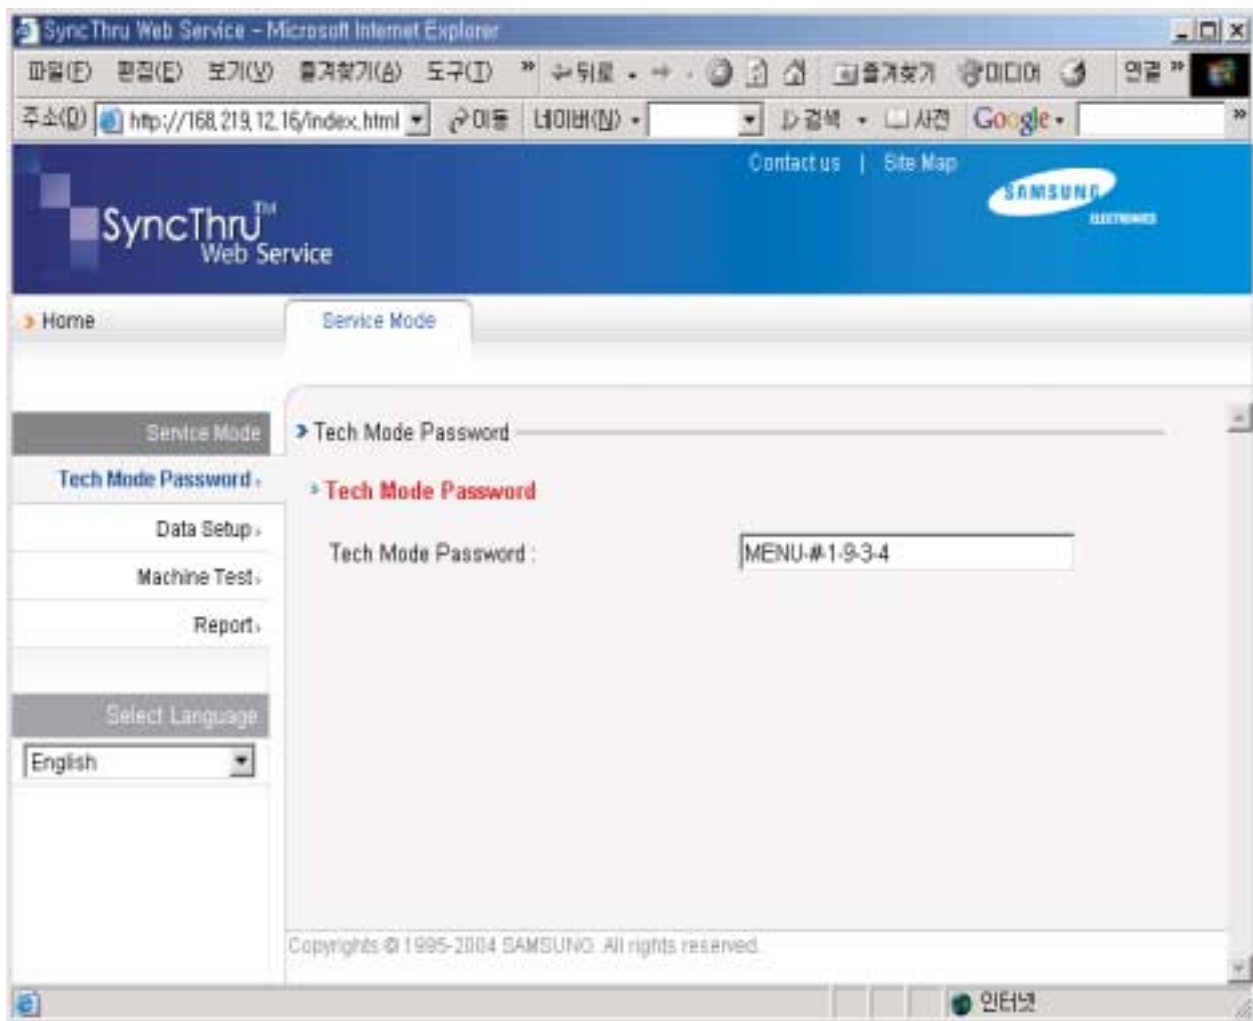 SyncThru Web Service - Microsoft Internet Explorer
파일(F) 편집(E) 보기(V) 즐겨찾기(A) 도구(T) » 뒤로 즐겨찾기 미디어 연결 »
주소(D) http://168.219.12.16/index.html 이동 네이버(N) 검색 사전 Google »
Contact us | Site Map
SAMSUNG
ELECTRONICS
SyncThru™
Web Service
Home
Service Mode
Service Mode
Tech Mode Password
Data Setup
Machine Test
Report
Select Language
English
Tech Mode Password
Tech Mode Password
Tech Mode Password : MENU-#-1-9-3-4
Copyrights © 1995-2004 SAMSUNG. All rights reserved.
인터넷